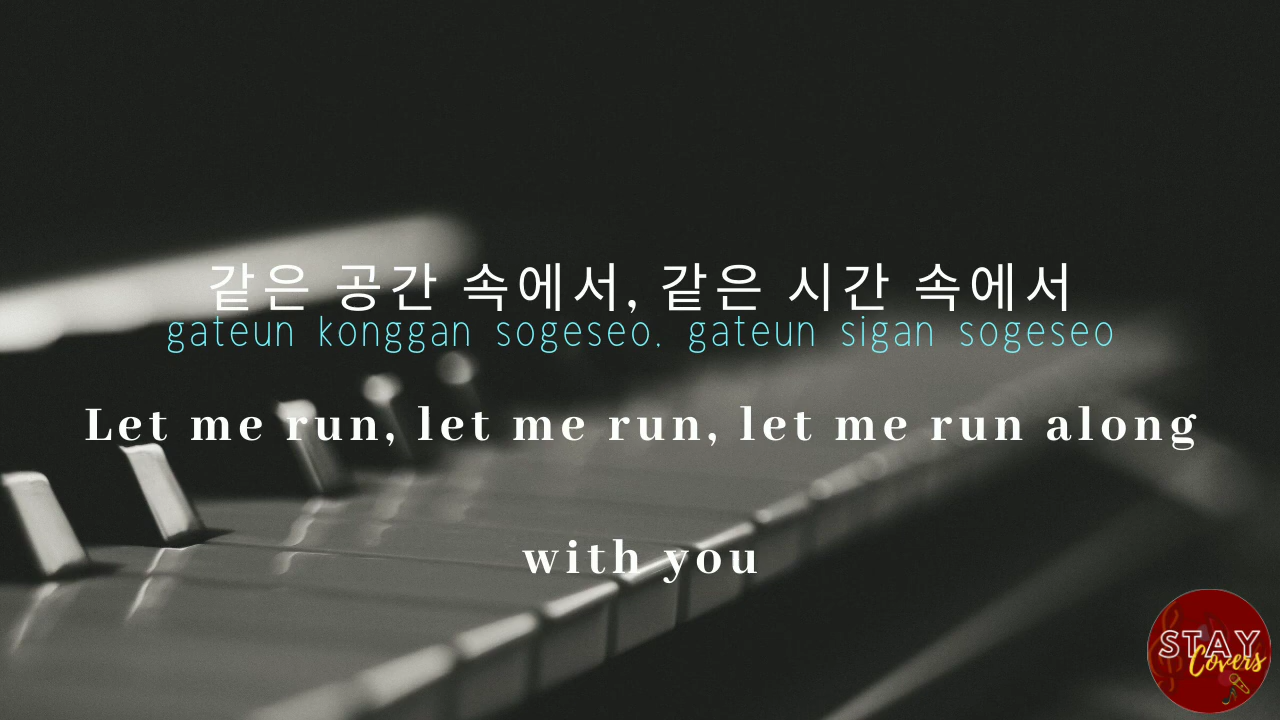 같은 공간 속에서, 같은 시간 속에서
gateun konggan sogeseo, gateun sigan sogeseo
Let me run, let me run, let me run along
with you
STAY
Covers